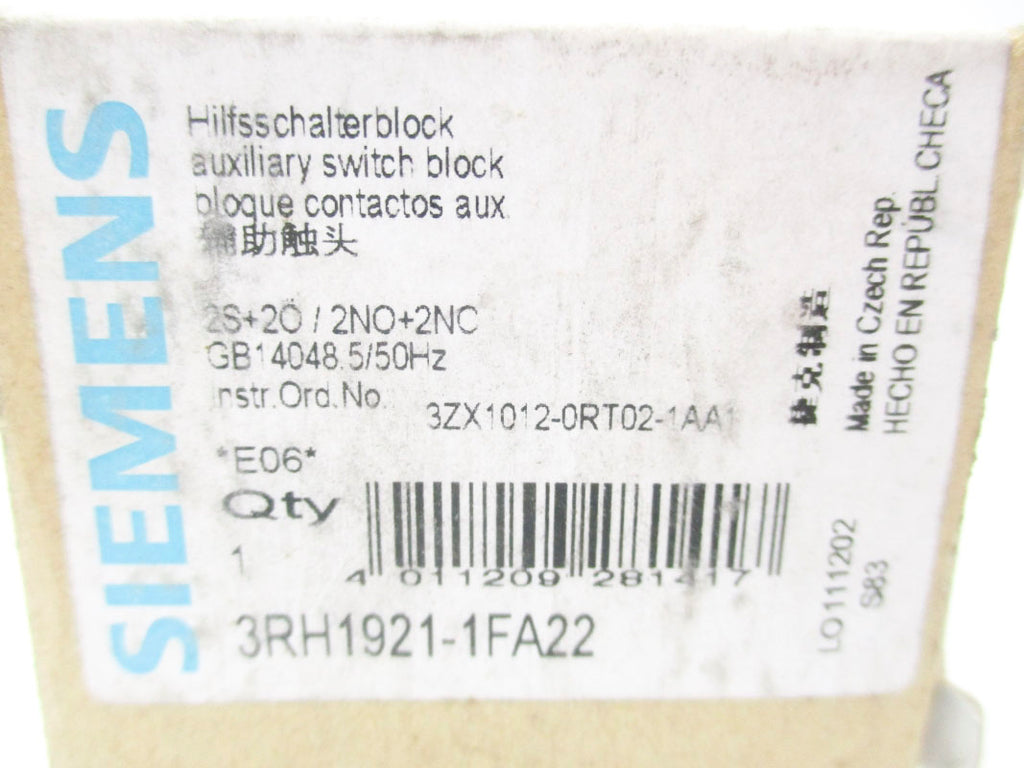 SIEMENS
Hilfsschalterblock
auxiliary switch block
bloque contactos aux.
辅助触头
2S+2Ö / 2NO+2NC
GB14048.5/50Hz
Instr.Ord.No.
3ZX1012-0RT02-1AA1
*E06*
Qty
1
4 011209 281417
3RH1921-1FA22
捷克制造
Made in Czech Rep.
HECHO EN REPÚBL.CHECA
LO111202
S83